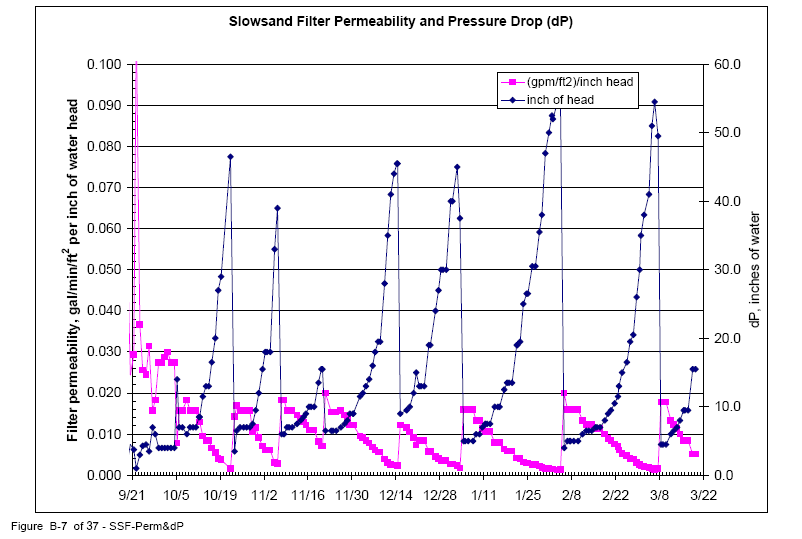 Slowsand Filter Permeability and Pressure Drop (dP)
(gpm/ft2)/inch head
inch of head
Filter permeability, gal/min/ft² per inch of water head
0.100
0.090
0.080
0.070
0.060
0.050
0.040
0.030
0.020
0.010
0.000
60.0
50.0
40.0
30.0
20.0
10.0
0.0
dP, inches of water
9/21 10/5 10/19 11/2 11/16 11/30 12/14 12/28 1/11 1/25 2/8 2/22 3/8 3/22
Figure B-7 of 37 - SSF-Perm&dP